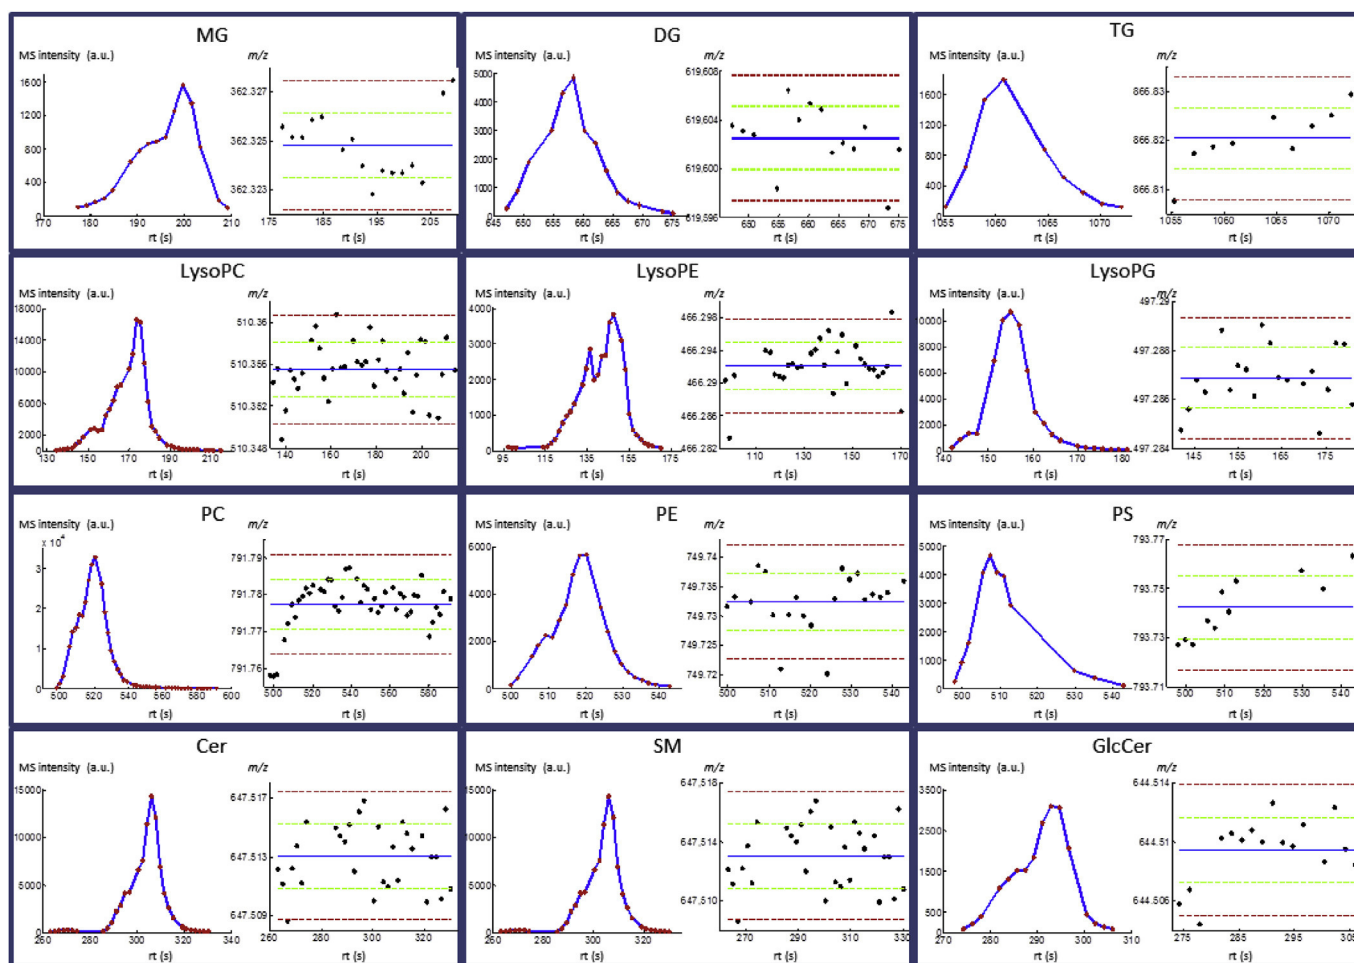 MG
MS intensity (a.u.)
m/z
1600
1200
800
400
0
170 180 190 200 210
rt (s)
362.327
362.325
362.323
175 185 195 205
rt (s)
DG
MS intensity (a.u.)
m/z
5000
4000
3000
2000
1000
0
645 650 655 660 665 670 675
rt (s)
619.608
619.604
619.600
619.596
650 655 660 665 670 675
rt (s)
TG
MS intensity (a.u.)
m/z
1600
1200
800
400
0
1055 1060 1065 1070
rt (s)
866.83
866.82
866.81
1055 1060 1065 1070
rt (s)
LysoPC
MS intensity (a.u.)
m/z
18000
14000
10000
6000
2000
0
130 150 170 190 210
rt (s)
510.36
510.356
510.352
510.348
140 160 180 200
rt (s)
LysoPE
MS intensity (a.u.)
m/z
4000
3000
2000
1000
0
95 115 135 155 175
rt (s)
466.298
466.294
466.29
466.286
466.282
110 130 150 170
rt (s)
LysoPG
MS intensity (a.u.)
m/z
10000
8000
6000
4000
2000
0
140 150 160 170 180
rt (s)
497.29
497.288
497.286
497.284
145 155 165 175
rt (s)
PC
MS intensity (a.u.)
m/z
x 10⁴
3
2
1
0
500 520 540 560 580 600
rt (s)
791.79
791.78
791.77
791.76
500 520 540 560 580
rt (s)
PE
MS intensity (a.u.)
m/z
6000
4000
2000
0
500 510 520 530 540
rt (s)
749.74
749.735
749.73
749.725
749.72
500 510 520 530 540
rt (s)
PS
MS intensity (a.u.)
m/z
5000
4000
3000
2000
1000
0
500 510 520 530 540
rt (s)
793.77
793.75
793.73
793.71
500 510 520 530 540
rt (s)
Cer
MS intensity (a.u.)
m/z
15000
10000
5000
0
260 280 300 320 340
rt (s)
647.517
647.513
647.509
260 280 300 320
rt (s)
SM
MS intensity (a.u.)
m/z
15000
10000
5000
0
260 280 300 320 340
rt (s)
647.518
647.514
647.510
270 290 310 330
rt (s)
GlcCer
MS intensity (a.u.)
m/z
3500
2500
1500
500
0
270 280 290 300 310
rt (s)
644.514
644.51
644.506
275 285 295 305
rt (s)